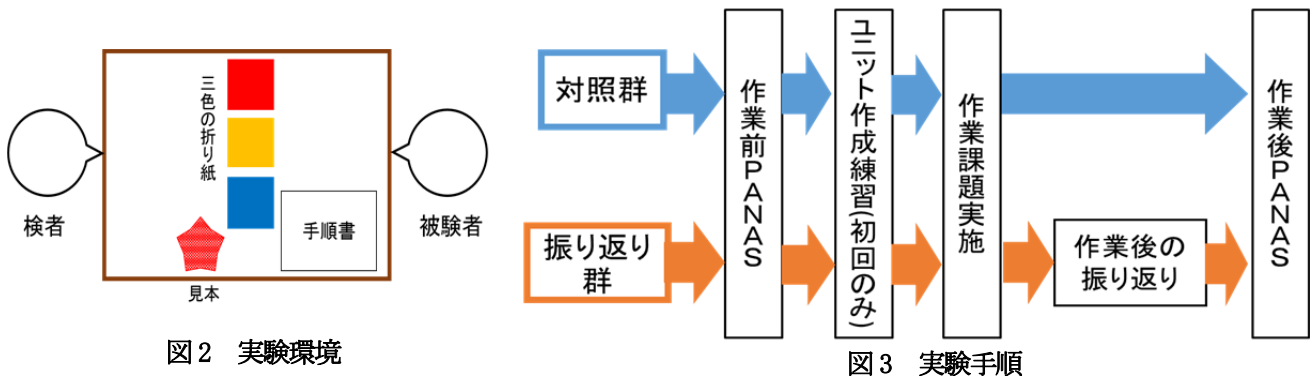 三色の折り紙
検者
被験者
手順書
見本
図2 実験環境
対照群
振り返り
群
作業前PANAS
ユニット作成練習(初回のみ)
作業課題実施
作業後の
振り返り
作業後PANAS
図3 実験手順